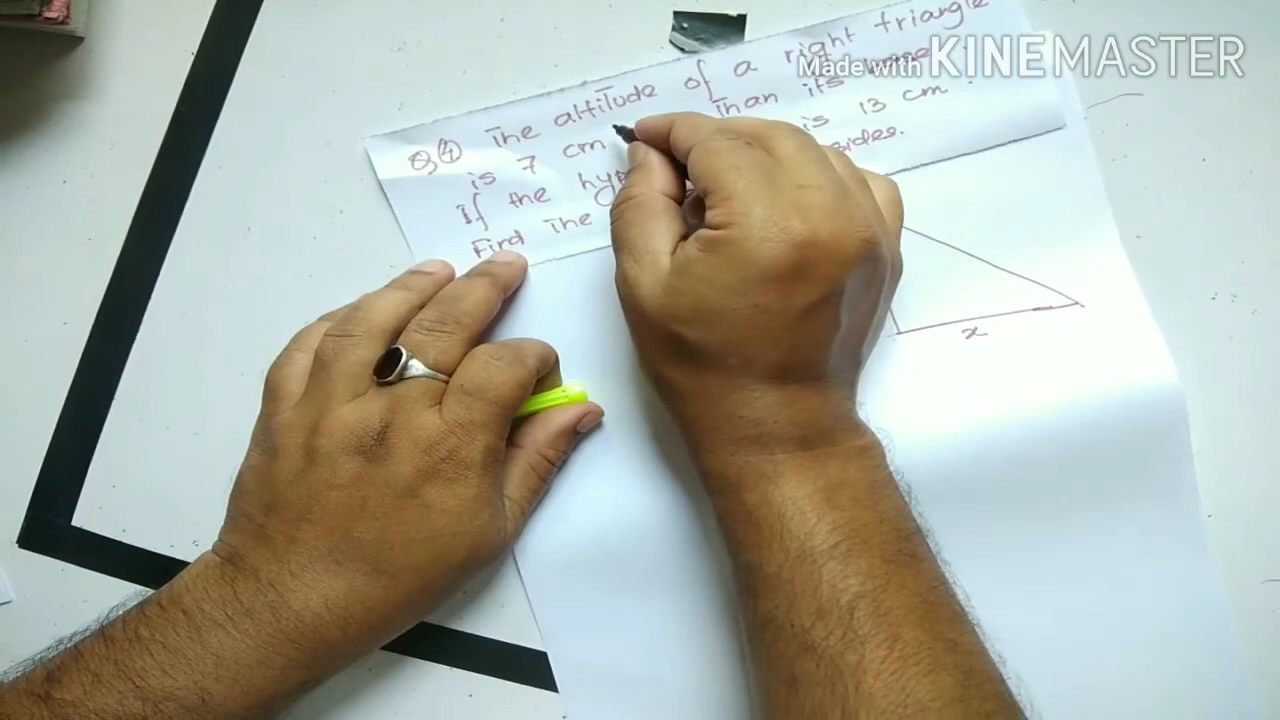 Made with KINEMASTER
Q,④ The altitude of a right triangle
is 7 cm than its
If the is 13 cm.
Find the sides.
x